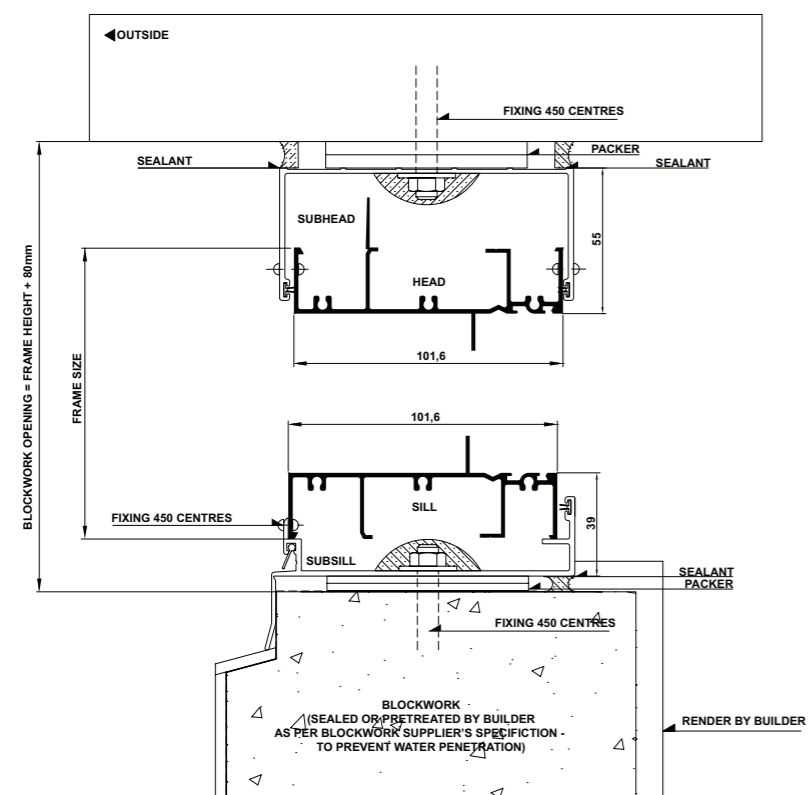 OUTSIDE
FIXING 450 CENTRES
PACKER
SEALANT
SEALANT
SUBHEAD
55
HEAD
BLOCKWORK OPENING = FRAME HEIGHT + 80mm
FRAME SIZE
101,6
101,6
SILL
FIXING 450 CENTRES
39
SUBSILL
SEALANT
PACKER
FIXING 450 CENTRES
BLOCKWORK
(SEALED OR PRETREATED BY BUILDER
AS PER BLOCKWORK SUPPLIER'S SPECIFICTION -
TO PREVENT WATER PENETRATION)
RENDER BY BUILDER